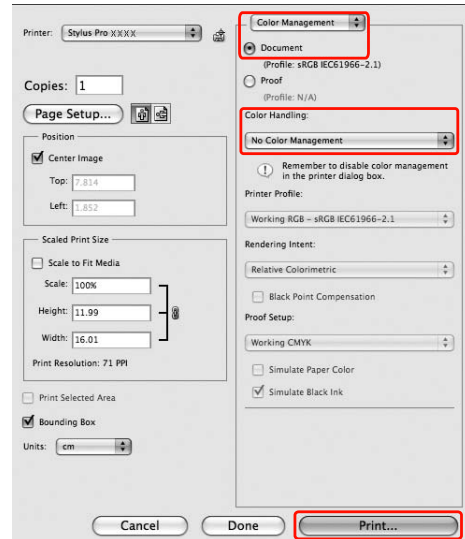 Printer: Stylus Pro XXXX
Copies: 1
Page Setup...
Position
Center Image
Top: 7.814
Left: 1.852
Scaled Print Size
Scale to Fit Media
Scale: 100%
Height: 11.99
Width: 16.01
Print Resolution: 71 PPI
Print Selected Area
Bounding Box
Units: cm
Color Management
Document
(Profile: sRGB IEC61966-2.1)
Proof
(Profile: N/A)
Color Handling:
No Color Management
Remember to disable color management
in the printer dialog box.
Printer Profile:
Working RGB - sRGB IEC61966-2.1
Rendering Intent:
Relative Colorimetric
Black Point Compensation
Proof Setup:
Working CMYK
Simulate Paper Color
Simulate Black Ink
Cancel
Done
Print...